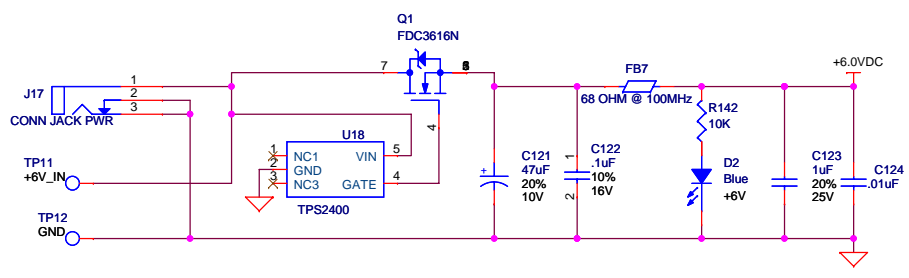 Q1
FDC3616N
7
4
J17
CONN JACK PWR
1
2
3
TP11
+6V_IN
TP12
GND
U18
1
2
3
NC1
GND
NC3
VIN
GATE
5
4
TPS2400
C121
47uF
20%
10V
1
2
C122
.1uF
10%
16V
FB7
68 OHM @ 100MHz
R142
10K
D2
Blue
+6V
C123
1uF
20%
25V
+6.0VDC
C124
.01uF